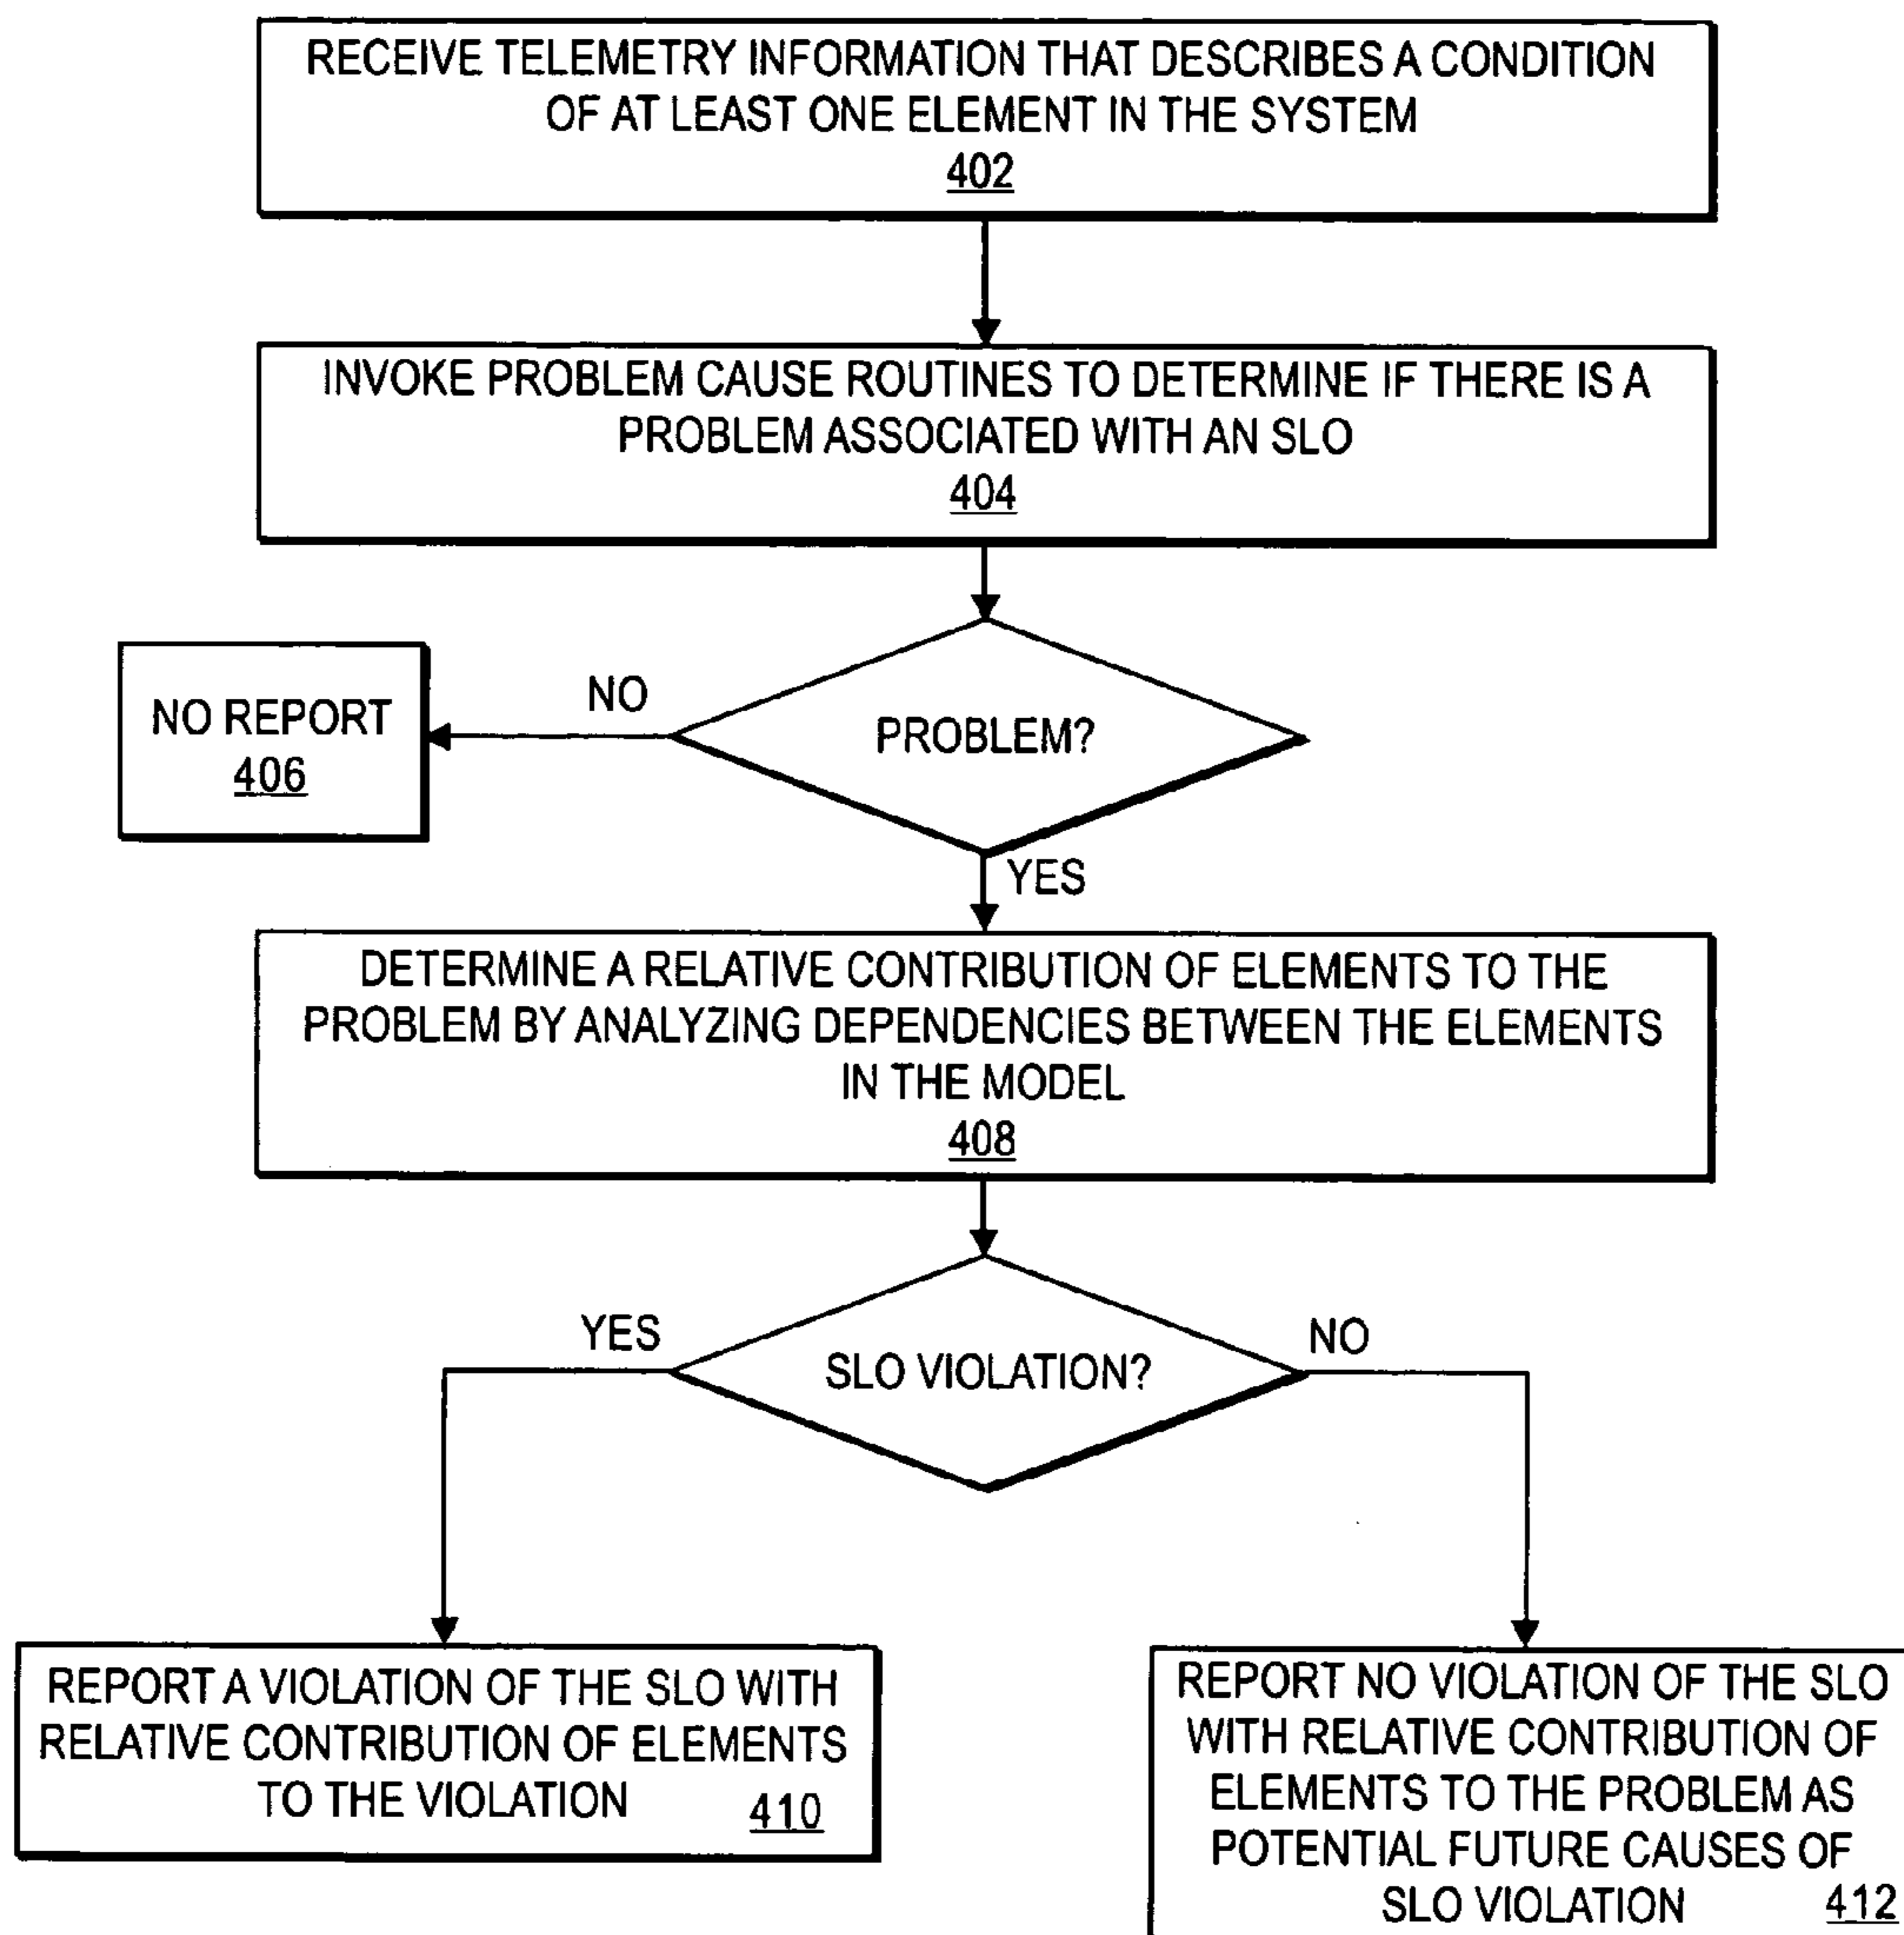 RECEIVE TELEMETRY INFORMATION THAT DESCRIBES A CONDITION
OF AT LEAST ONE ELEMENT IN THE SYSTEM
402
INVOKE PROBLEM CAUSE ROUTINES TO DETERMINE IF THERE IS A
PROBLEM ASSOCIATED WITH AN SLO
404
NO REPORT
406
NO
PROBLEM?
YES
DETERMINE A RELATIVE CONTRIBUTION OF ELEMENTS TO THE
PROBLEM BY ANALYZING DEPENDENCIES BETWEEN THE ELEMENTS
IN THE MODEL
408
YES
SLO VIOLATION?
NO
REPORT A VIOLATION OF THE SLO WITH
RELATIVE CONTRIBUTION OF ELEMENTS
TO THE VIOLATION
410
REPORT NO VIOLATION OF THE SLO
WITH RELATIVE CONTRIBUTION OF
ELEMENTS TO THE PROBLEM AS
POTENTIAL FUTURE CAUSES OF
SLO VIOLATION
412